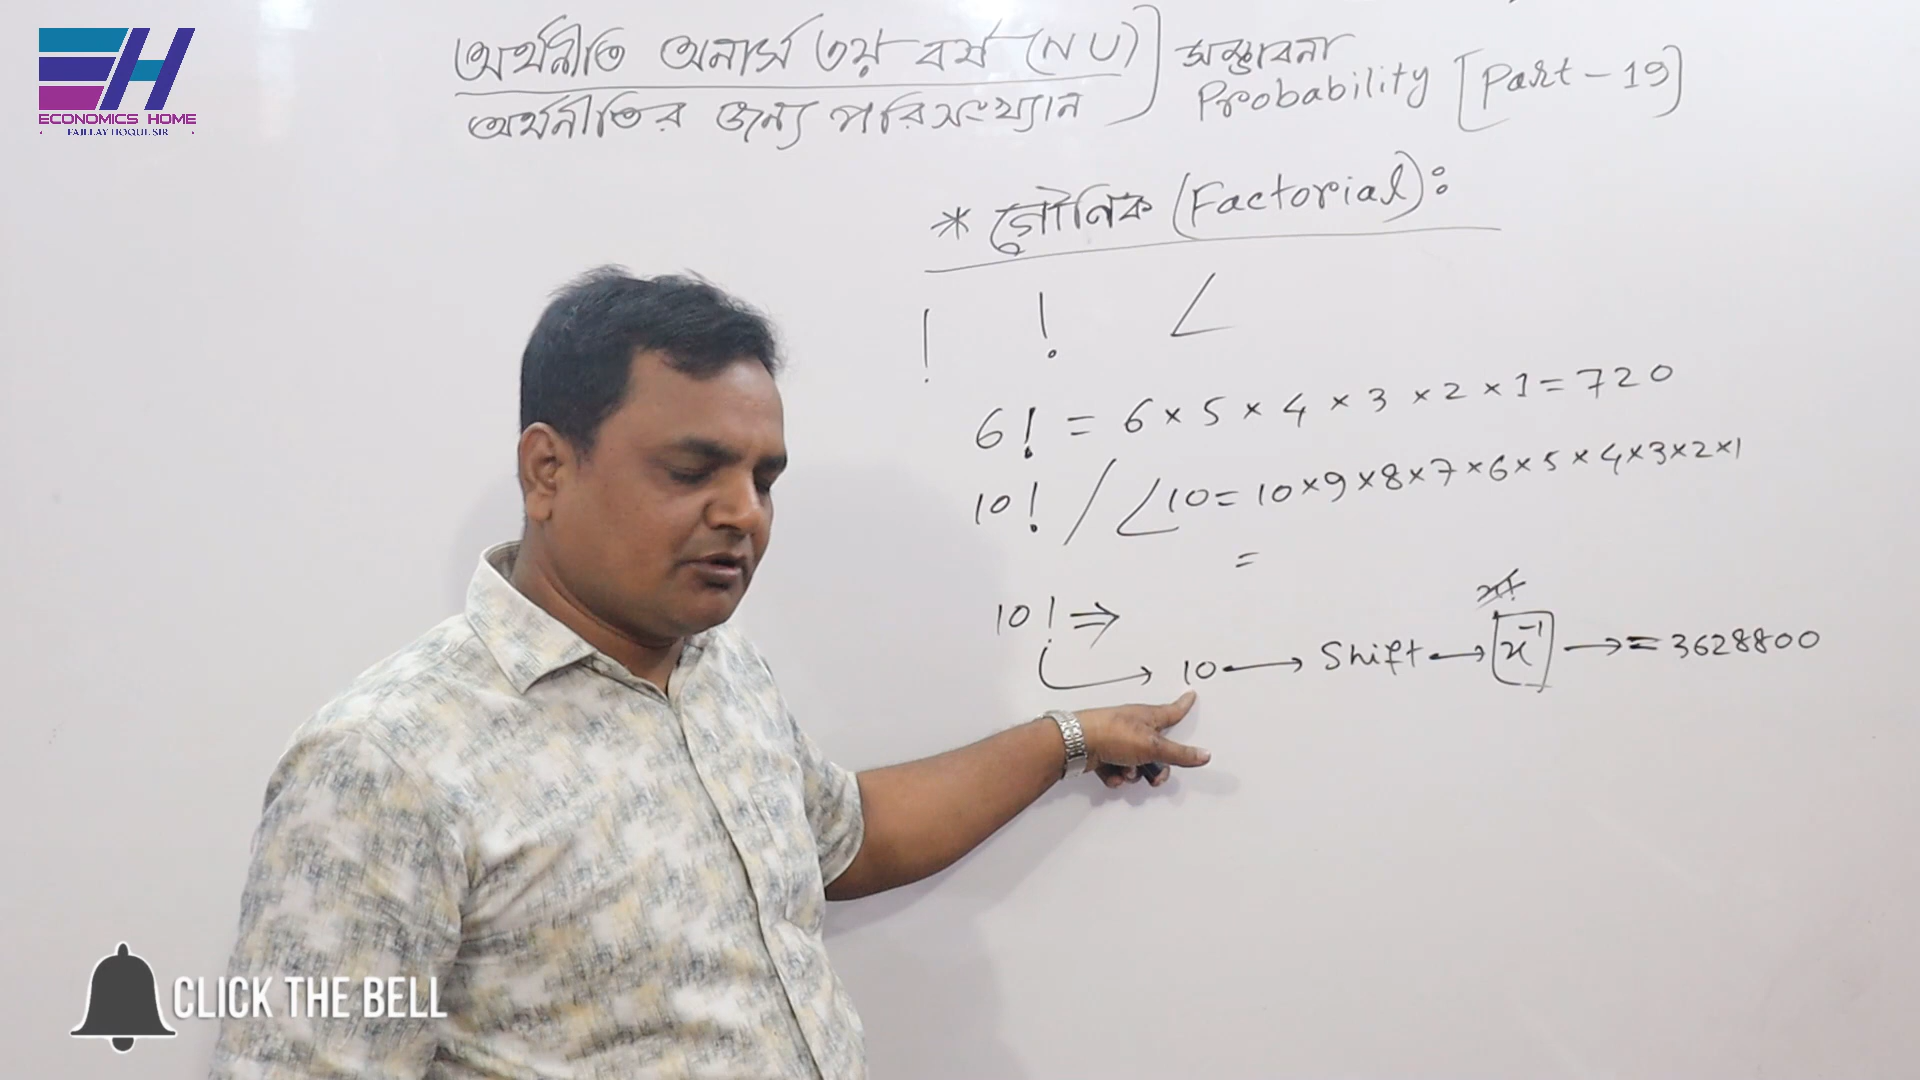 ECONOMICS HOME
FAJLAY HOQUE SIR
অর্থনীতি অনার্স ৩য় বর্ষ (NU)
অর্থনীতির জন্য পরিসংখ্যান
সম্ভাবনা
Probability [Part-19]
* গৌনিক (Factorial):
! ! ∠
6! = 6 × 5 × 4 × 3 × 2 × 1 = 720
10! / ∠10 = 10×9×8×7×6×5×4×3×2×1
=
x!
10! ⇒
10 → Shift → x⁻¹ → = 3628800
CLICK THE BELL